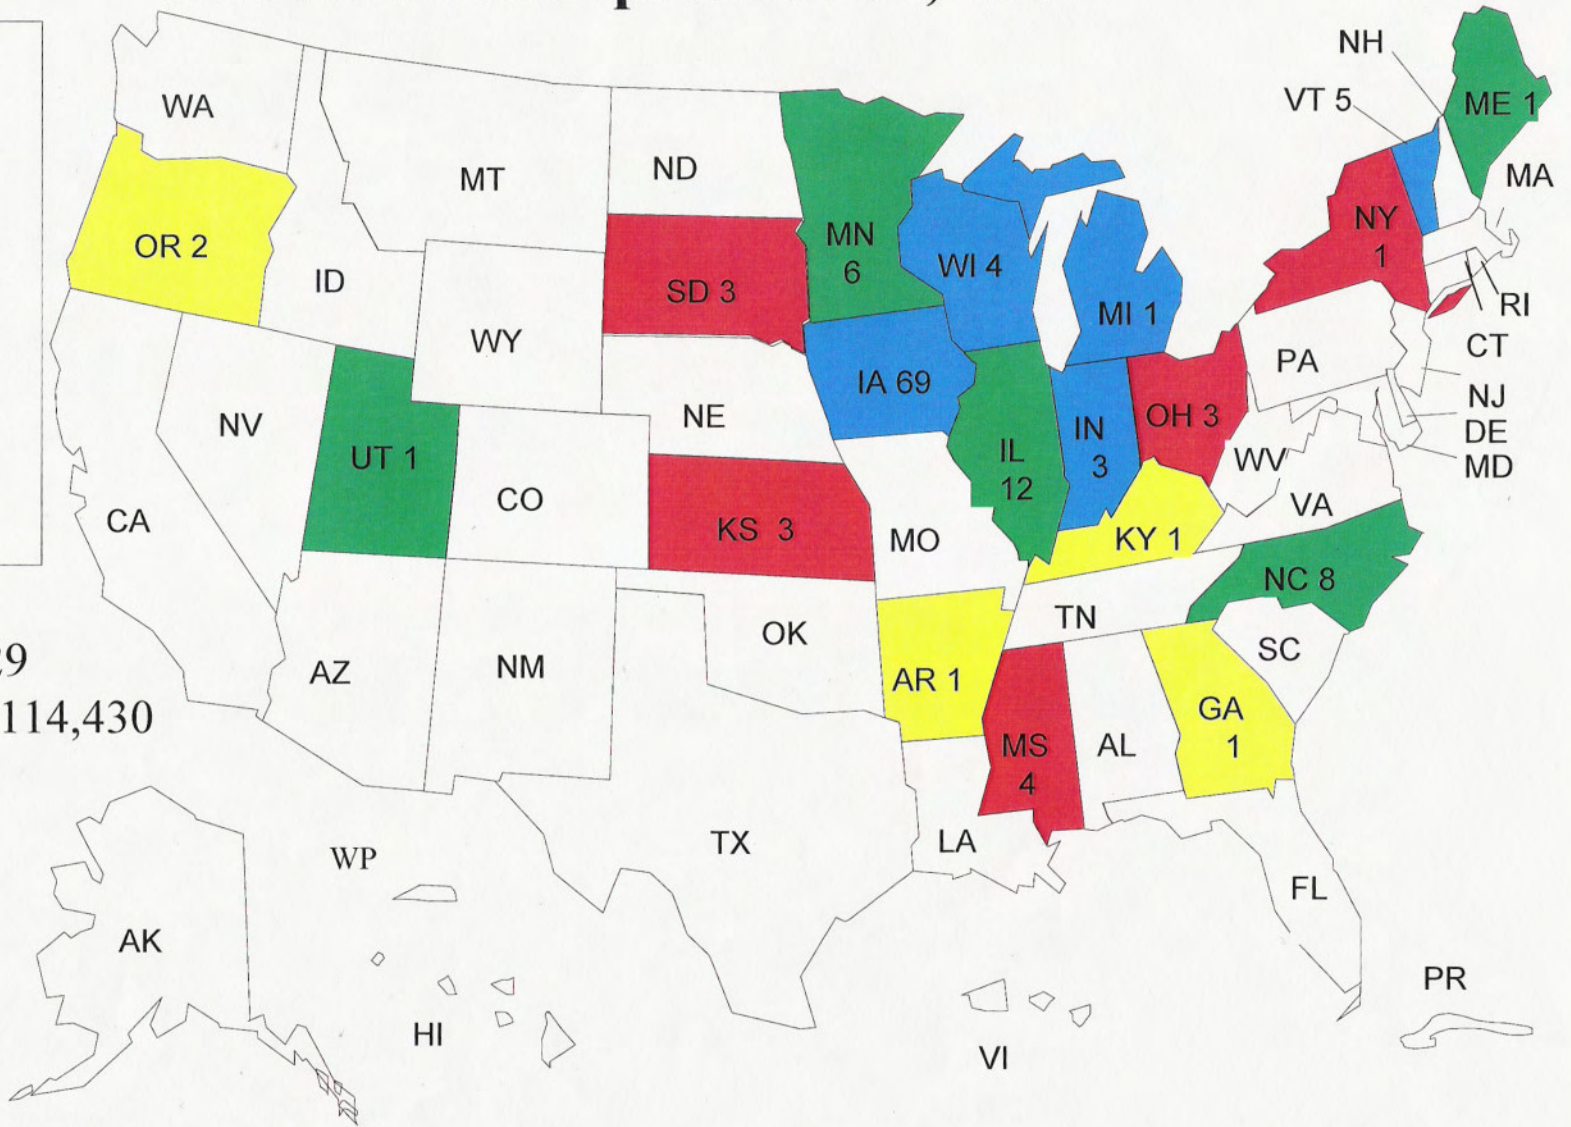 NH
VT 5
ME 1
WA
MA
MT
ND
NY
1
MN
6
OR 2
WI 4
ID
SD 3
MI 1
RI
WY
CT
PA
IA 69
NJ
NE
OH 3
NV
IN
3
DE
UT 1
IL
12
WV
MD
CO
VA
CA
KS 3
MO
KY 1
NC 8
TN
OK
SC
29
AZ
NM
AR 1
114,430
GA
1
MS
4
AL
TX
LA
WP
FL
AK
PR
HI
VI